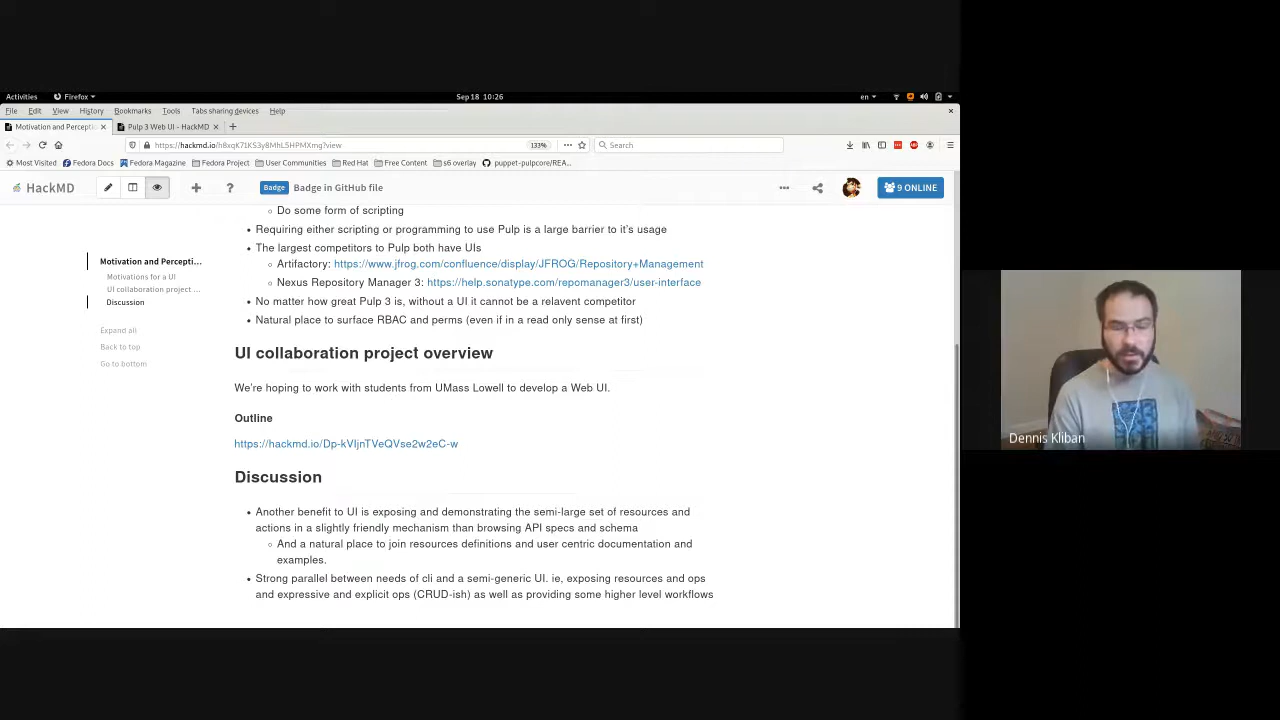 Activities Firefox Sep 18 10:26 en
File Edit View History Bookmarks Tools Tabs sharing devices Help
Motivation and Percepti Pulp 3 Web UI - HackMD
133% Search
Most Visited Fedora Docs Fedora Magazine Fedora Project User Communities Red Hat Free Content s6 overlay puppet-pulpcore/REA...
HackMD Badge Badge in GitHub file 9 ONLINE
Do some form of scripting
Requiring either scripting or programming to use Pulp is a large barrier to it's usage
The largest competitors to Pulp both have UIs
Motivation and Percepti...
Artifactory: https://www.jfrog.com/confluence/display/JFROG/Repository+Management
Motivations for a UI
Nexus Repository Manager 3: https://help.sonatype.com/repomanager3/user-interface
UI collaboration project ...
Discussion
No matter how great Pulp 3 is, without a UI it cannot be a relavent competitor
Natural place to surface RBAC and perms (even if in a read only sense at first)
Expand all
Back to top
Go to bottom
UI collaboration project overview
We're hoping to work with students from UMass Lowell to develop a Web UI.
Outline
https://hackmd.io/Dp-kVIjnTVeQVse2w2eC-w
Discussion
Another benefit to UI is exposing and demonstrating the semi-large set of resources and
actions in a slightly friendly mechanism than browsing API specs and schema
And a natural place to join resources definitions and user centric documentation and
examples.
Strong parallel between needs of cli and a semi-generic UI. ie, exposing resources and ops
and expressive and explicit ops (CRUD-ish) as well as providing some higher level workflows
Dennis Kliban